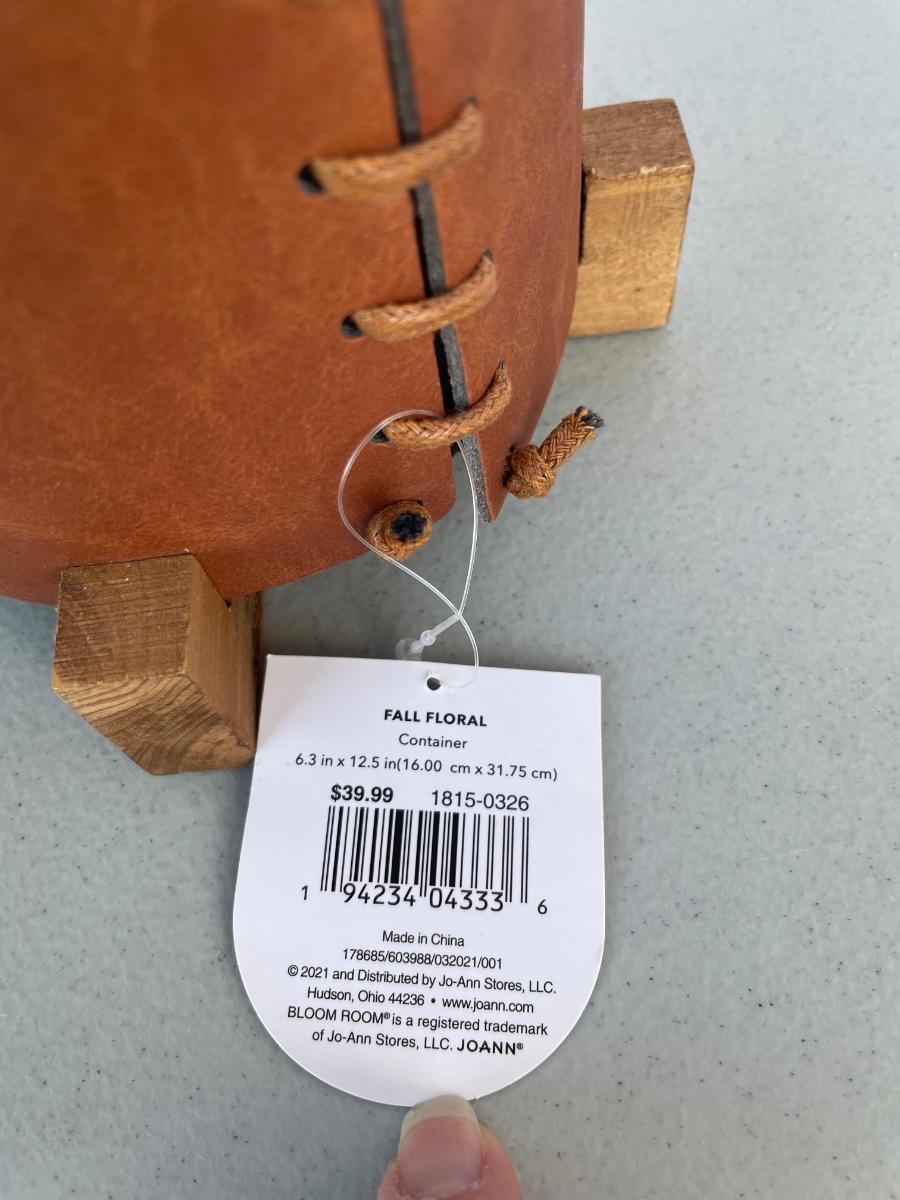 FALL FLORAL
Container
6.3 in x 12.5 in(16.00 cm x 31.75 cm)
$39.99 1815-0326
1 94234 04333 6
Made in China
178685/603988/032021/001
© 2021 and Distributed by Jo-Ann Stores, LLC.
Hudson, Ohio 44236 • www.joann.com
BLOOM ROOM® is a registered trademark
of Jo-Ann Stores, LLC. JOANN®